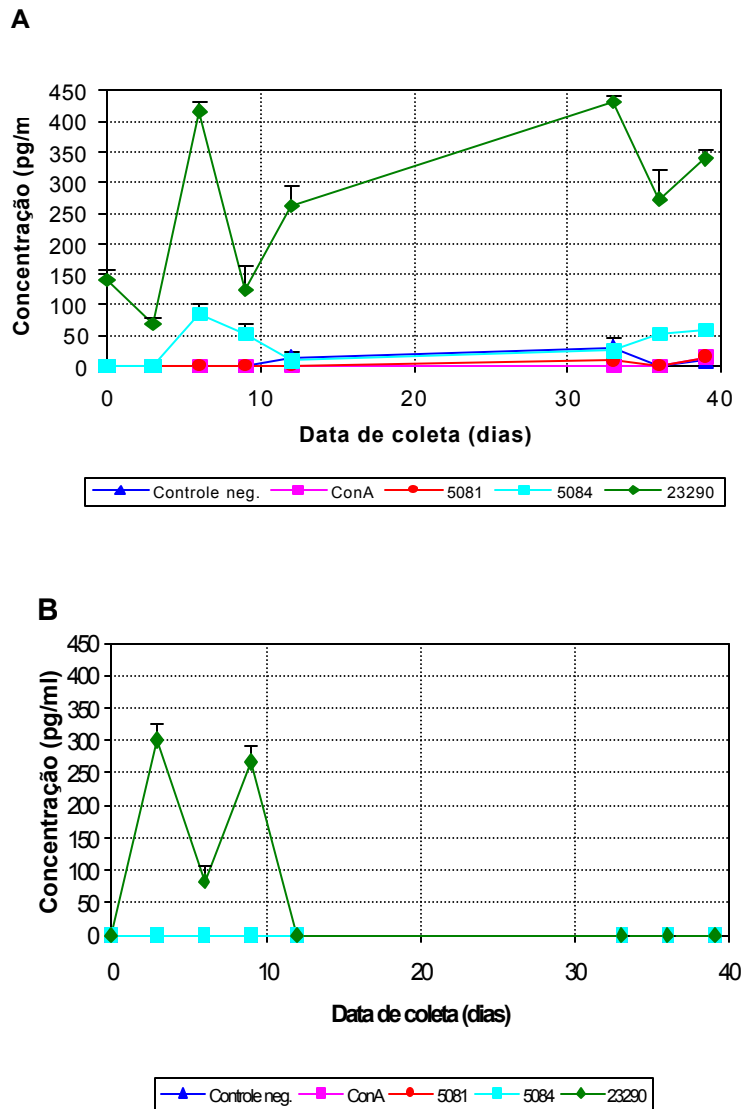 A
450
400
350
300
250
200
150
100
50
0
Concentração (pg/m
0 10 20 30 40
Data de coleta (dias)
Controle neg. ConA 5081 5084 23290
B
450
400
350
300
250
200
150
100
50
0
Concentração (pg/ml)
0 10 20 30 40
Data de coleta (dias)
Controle neg. ConA 5081 5084 23290